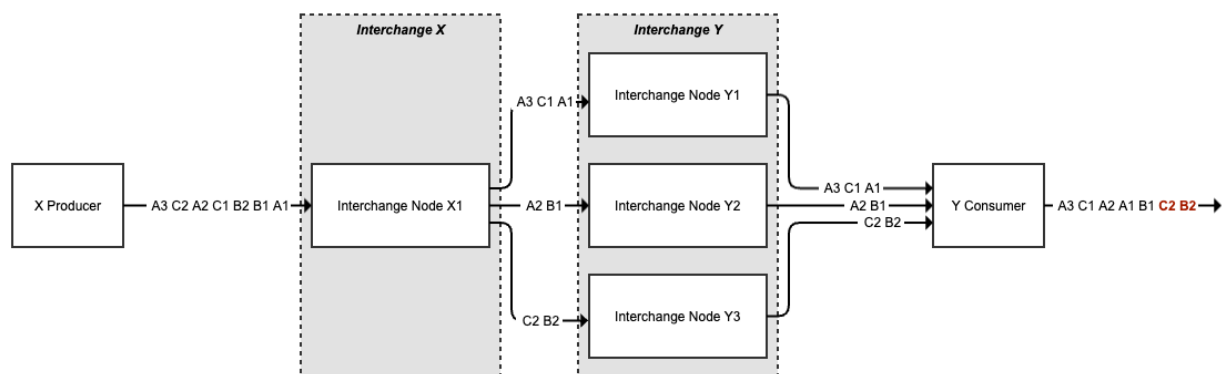 Interchange X
Interchange Y
Interchange Node Y1
A3 C1 A1
X Producer
A3 C2 A2 C1 B2 B1 A1
Interchange Node X1
A2 B1
Interchange Node Y2
A3 C1 A1
A2 B1
C2 B2
Y Consumer
A3 C1 A2 A1 B1 C2 B2
C2 B2
Interchange Node Y3